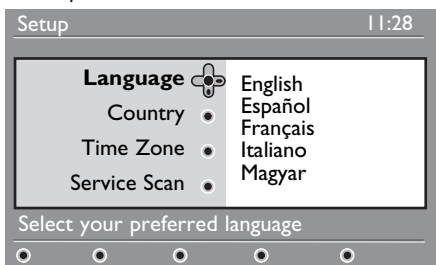 Setup 11:28
Language English
Country Español
Français
Time Zone Italiano
Service Scan Magyar
Select your preferred language